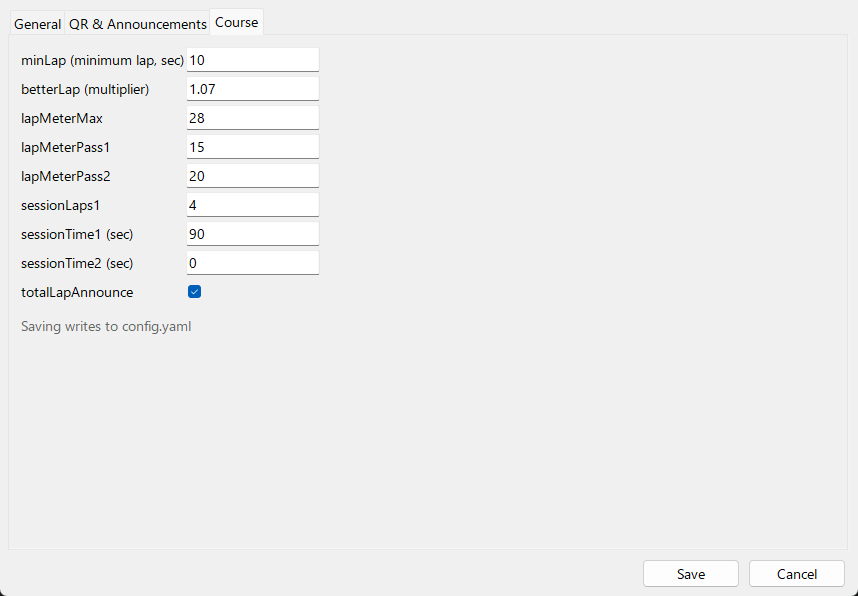 General QR & Announcements Course
minLap (minimum lap, sec) 10
betterLap (multiplier) 1.07
lapMeterMax 28
lapMeterPass1 15
lapMeterPass2 20
sessionLaps1 4
sessionTime1 (sec) 90
sessionTime2 (sec) 0
totalLapAnnounce
Saving writes to config.yaml
Save Cancel